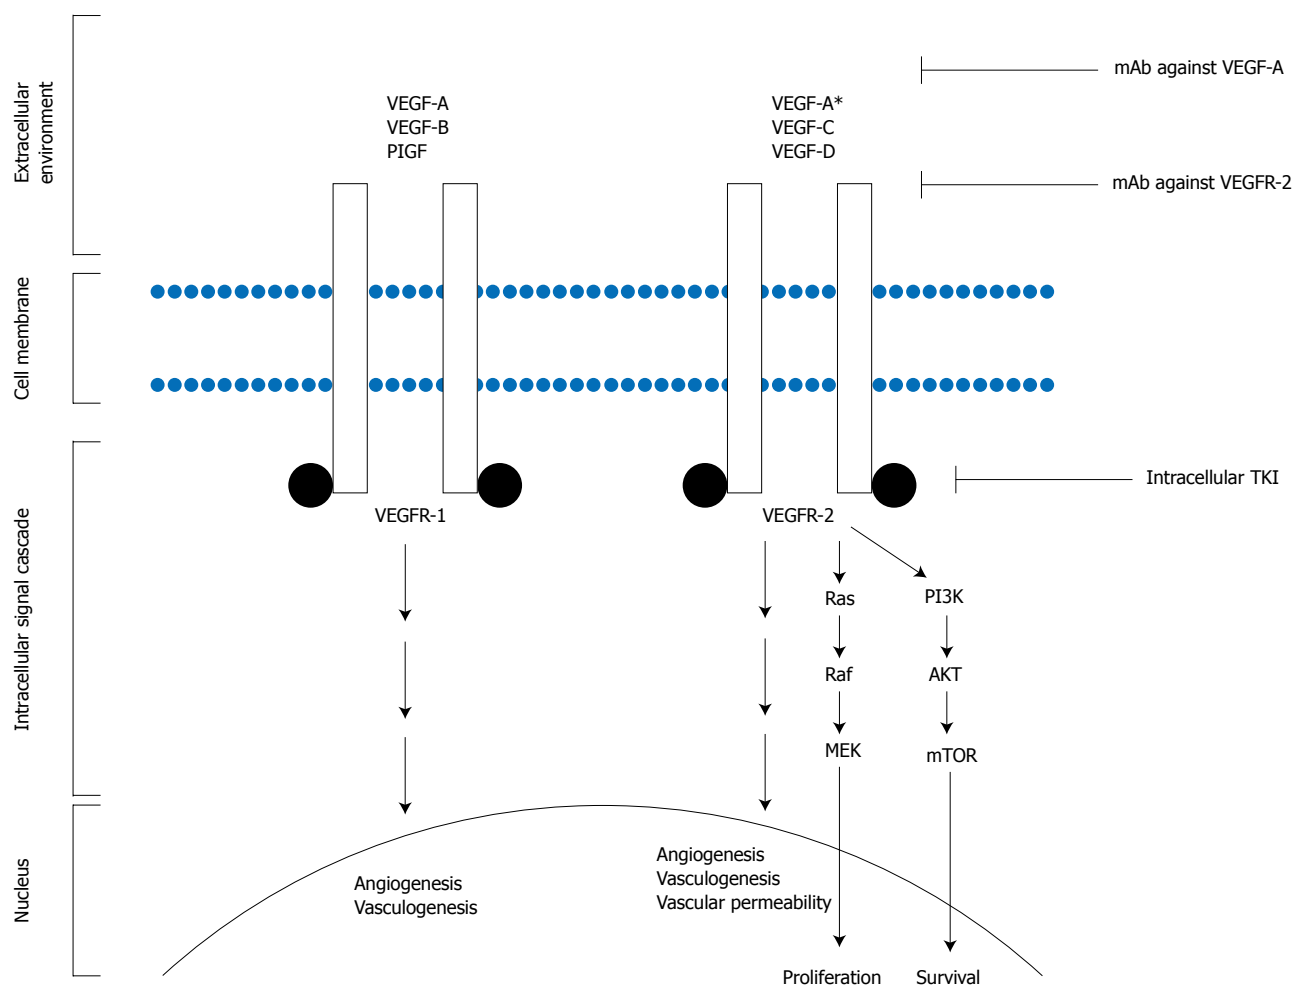 Extracellular
environment
Cell membrane
Intracellular signal cascade
Nucleus
VEGF-A
VEGF-B
PIGF
VEGF-A*
VEGF-C
VEGF-D
mAb against VEGF-A
mAb against VEGFR-2
Intracellular TKI
VEGFR-1
VEGFR-2
Ras
PI3K
Raf
AKT
MEK
mTOR
Angiogenesis
Vasculogenesis
Angiogenesis
Vasculogenesis
Vascular permeability
Proliferation
Survival